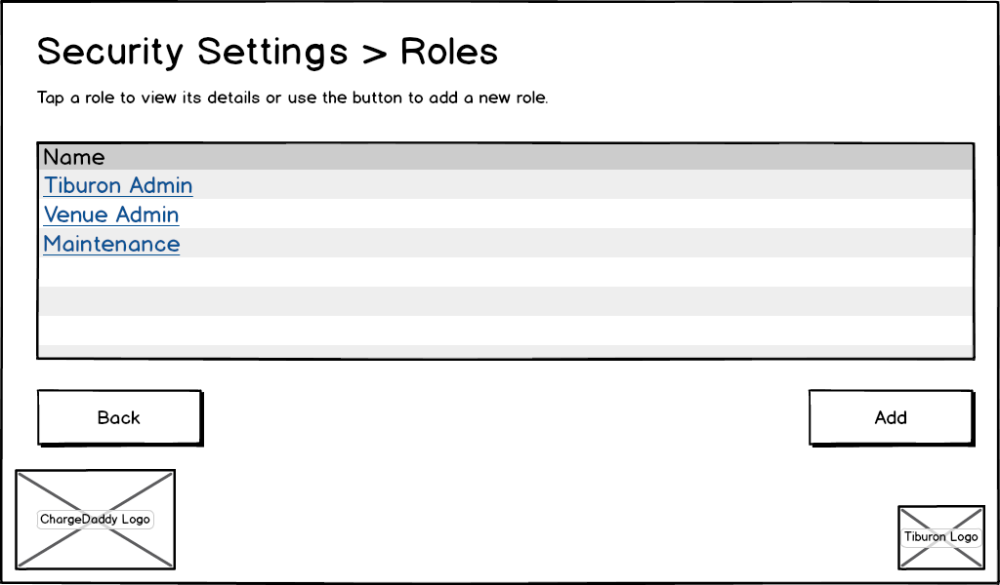 Security Settings > Roles
Tap a role to view its details or use the button to add a new role.
Name
Tiburon Admin
Venue Admin
Maintenance
Back
Add
ChargeDaddy Logo
Tiburon Logo